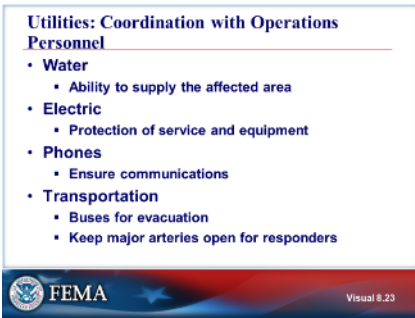 Utilities: Coordination with Operations
Personnel
• Water
▪ Ability to supply the affected area
• Electric
▪ Protection of service and equipment
• Phones
▪ Ensure communications
• Transportation
▪ Buses for evacuation
▪ Keep major arteries open for responders
FEMA
Visual 8.23